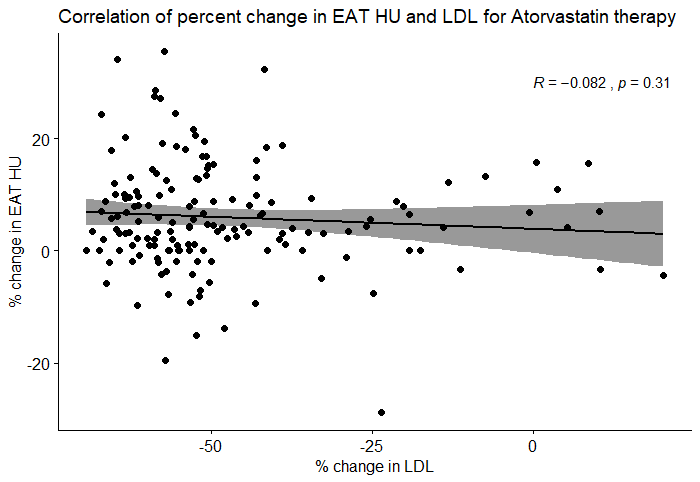 Correlation of percent change in EAT HU and LDL for Atorvastatin therapy
R = −0.082 , p = 0.31
% change in EAT HU
20
0
-20
-50
-25
0
% change in LDL